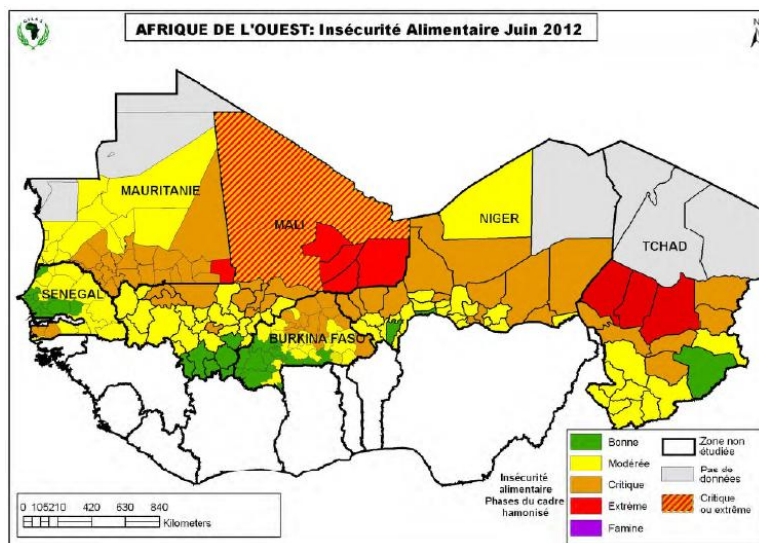 AFRIQUE DE L'OUEST: Insécurité Alimentaire Juin 2012
N
MAURITANIE
MALI
NIGER
TCHAD
SENEGAL
BURKINA FASO
Insécurité
alimentaire
Phases du cadre
hamonisé
Bonne
Modérée
Critique
Extrême
Famine
Zone non
étudiée
Pas de
données
Critique
ou extrême
0 105210 420 630 840
Kilometers